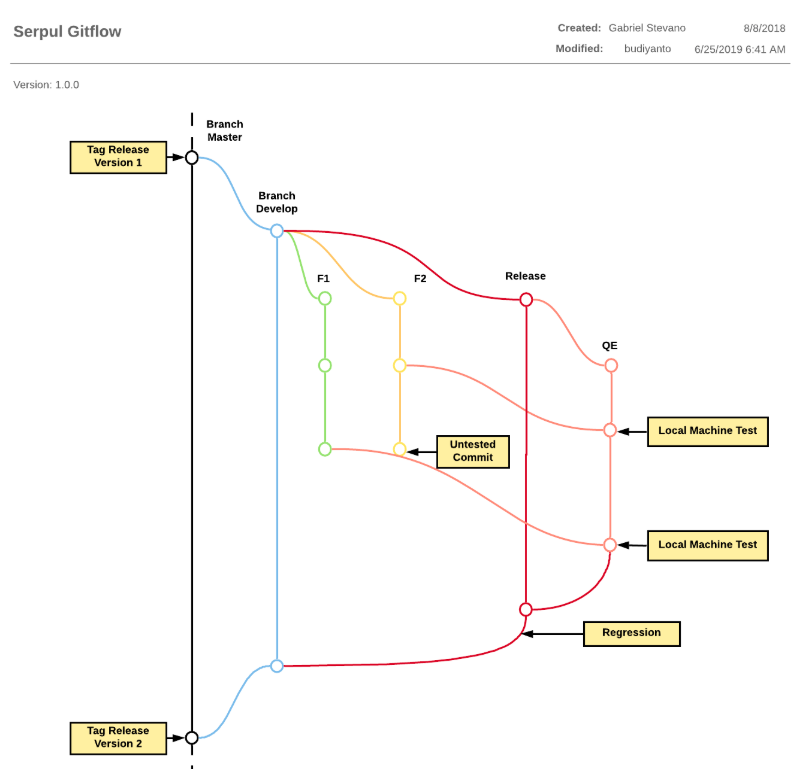 Serpul Gitflow
Created: Gabriel Stevano 8/8/2018
Modified: budiyanto 6/25/2019 6:41 AM
Version: 1.0.0
Branch
Master
Tag Release
Version 1
Branch
Develop
F1
F2
Release
QE
Local Machine Test
Untested
Commit
Local Machine Test
Regression
Tag Release
Version 2